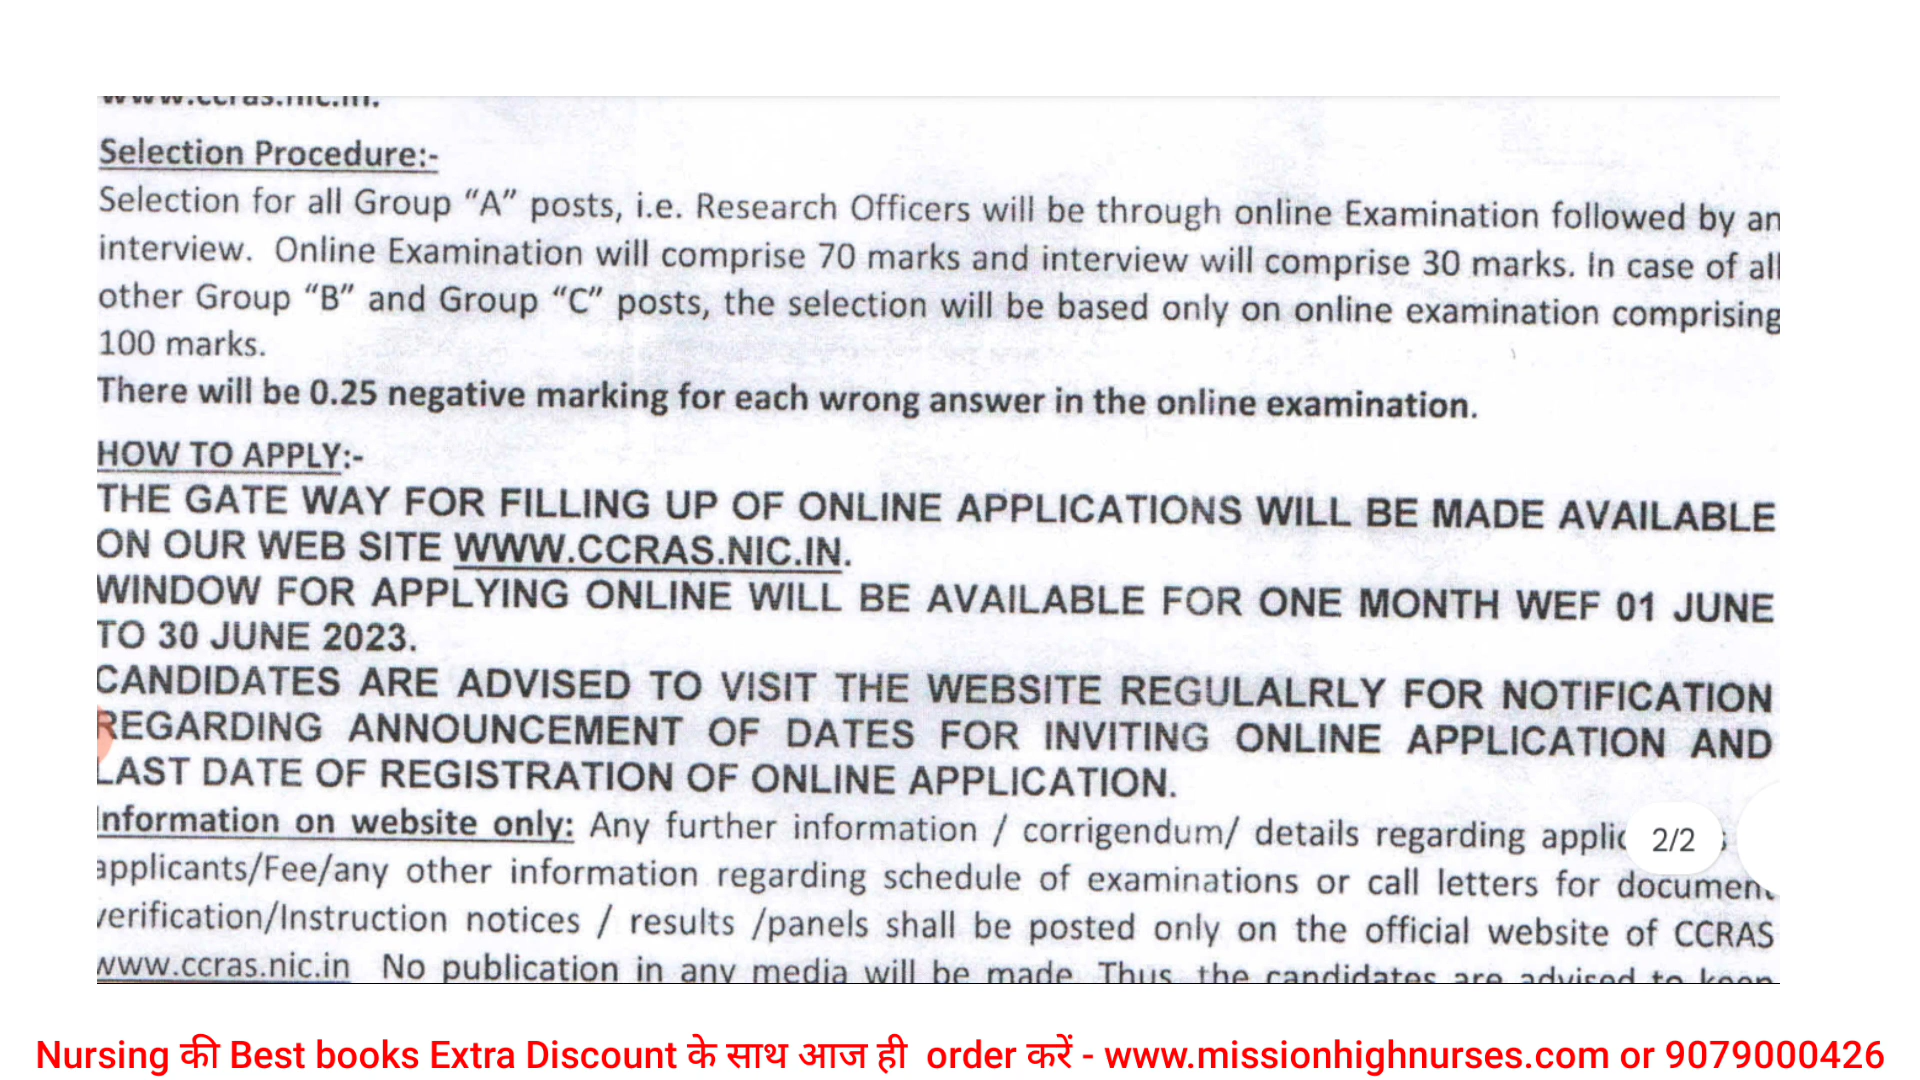 www.ccras.nic.in.
Selection Procedure:-
Selection for all Group “A” posts, i.e. Research Officers will be through online Examination followed by an
interview. Online Examination will comprise 70 marks and interview will comprise 30 marks. In case of all
other Group “B” and Group “C” posts, the selection will be based only on online examination comprising
100 marks.
There will be 0.25 negative marking for each wrong answer in the online examination.
HOW TO APPLY:-
THE GATE WAY FOR FILLING UP OF ONLINE APPLICATIONS WILL BE MADE AVAILABLE
ON OUR WEB SITE WWW.CCRAS.NIC.IN.
WINDOW FOR APPLYING ONLINE WILL BE AVAILABLE FOR ONE MONTH WEF 01 JUNE
TO 30 JUNE 2023.
CANDIDATES ARE ADVISED TO VISIT THE WEBSITE REGULALRLY FOR NOTIFICATION
REGARDING ANNOUNCEMENT OF DATES FOR INVITING ONLINE APPLICATION AND
LAST DATE OF REGISTRATION OF ONLINE APPLICATION.
Information on website only: Any further information / corrigendum/ details regarding
applicants/Fee/any other information regarding schedule of examinations or call letters for document
verification/Instruction notices / results /panels shall be posted only on the official website of CCRAS
www.ccras.nic.in No publication in any media will be made. Thus, the candidates are advised to keep
2/2
Nursing की Best books Extra Discount के साथ आज ही order करें - www.missionhighnurses.com or 9079000426